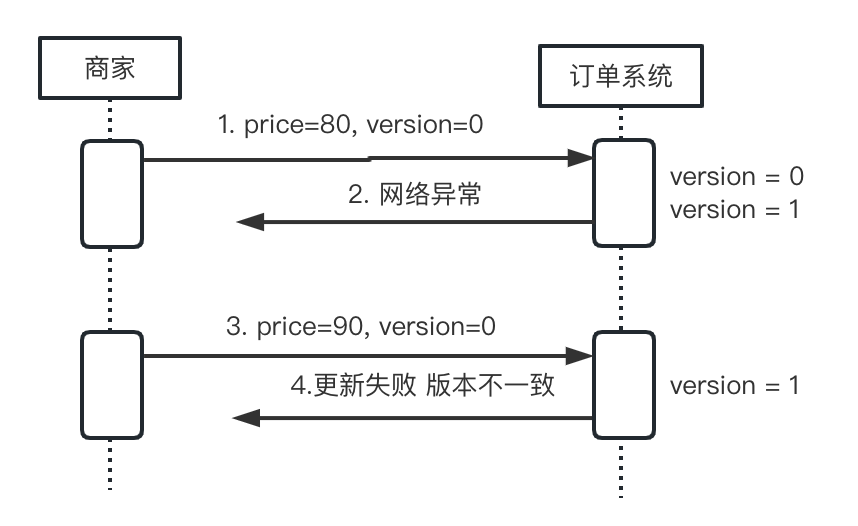 商家
订单系统
1. price=80, version=0
version = 0
2. 网络异常
version = 1
3. price=90, version=0
4.更新失败 版本不一致
version = 1